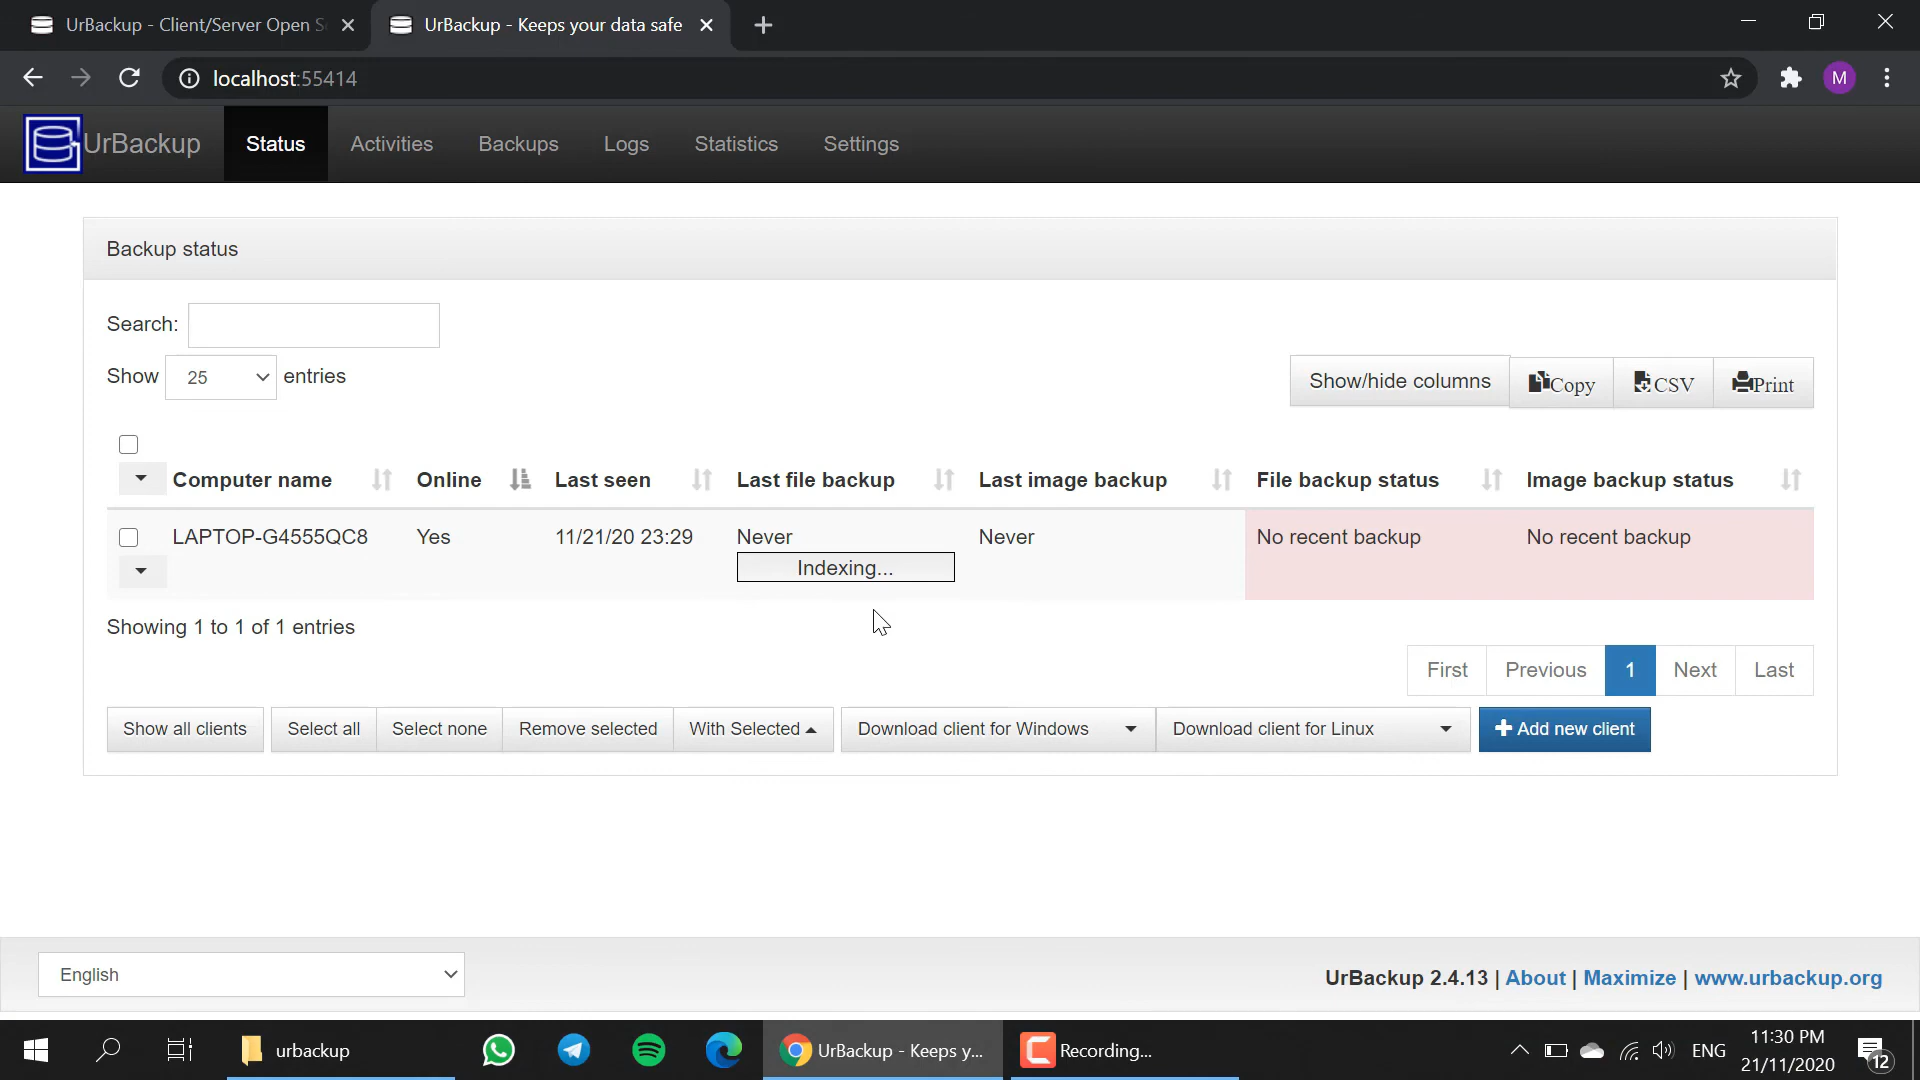 UrBackup - Client/Server Open S
UrBackup - Keeps your data safe
localhost:55414
M
UrBackup
Status
Activities
Backups
Logs
Statistics
Settings
Backup status
Search:
Show 25 entries
Show/hide columns
Copy
CSV
Print
Computer name
Online
Last seen
Last file backup
Last image backup
File backup status
Image backup status
LAPTOP-G4555QC8
Yes
11/21/20 23:29
Never
Indexing...
Never
No recent backup
No recent backup
Showing 1 to 1 of 1 entries
First
Previous
1
Next
Last
Show all clients
Select all
Select none
Remove selected
With Selected
Download client for Windows
Download client for Linux
Add new client
English
UrBackup 2.4.13 | About | Maximize | www.urbackup.org
urbackup
UrBackup - Keeps y...
Recording...
ENG
11:30 PM
21/11/2020
12